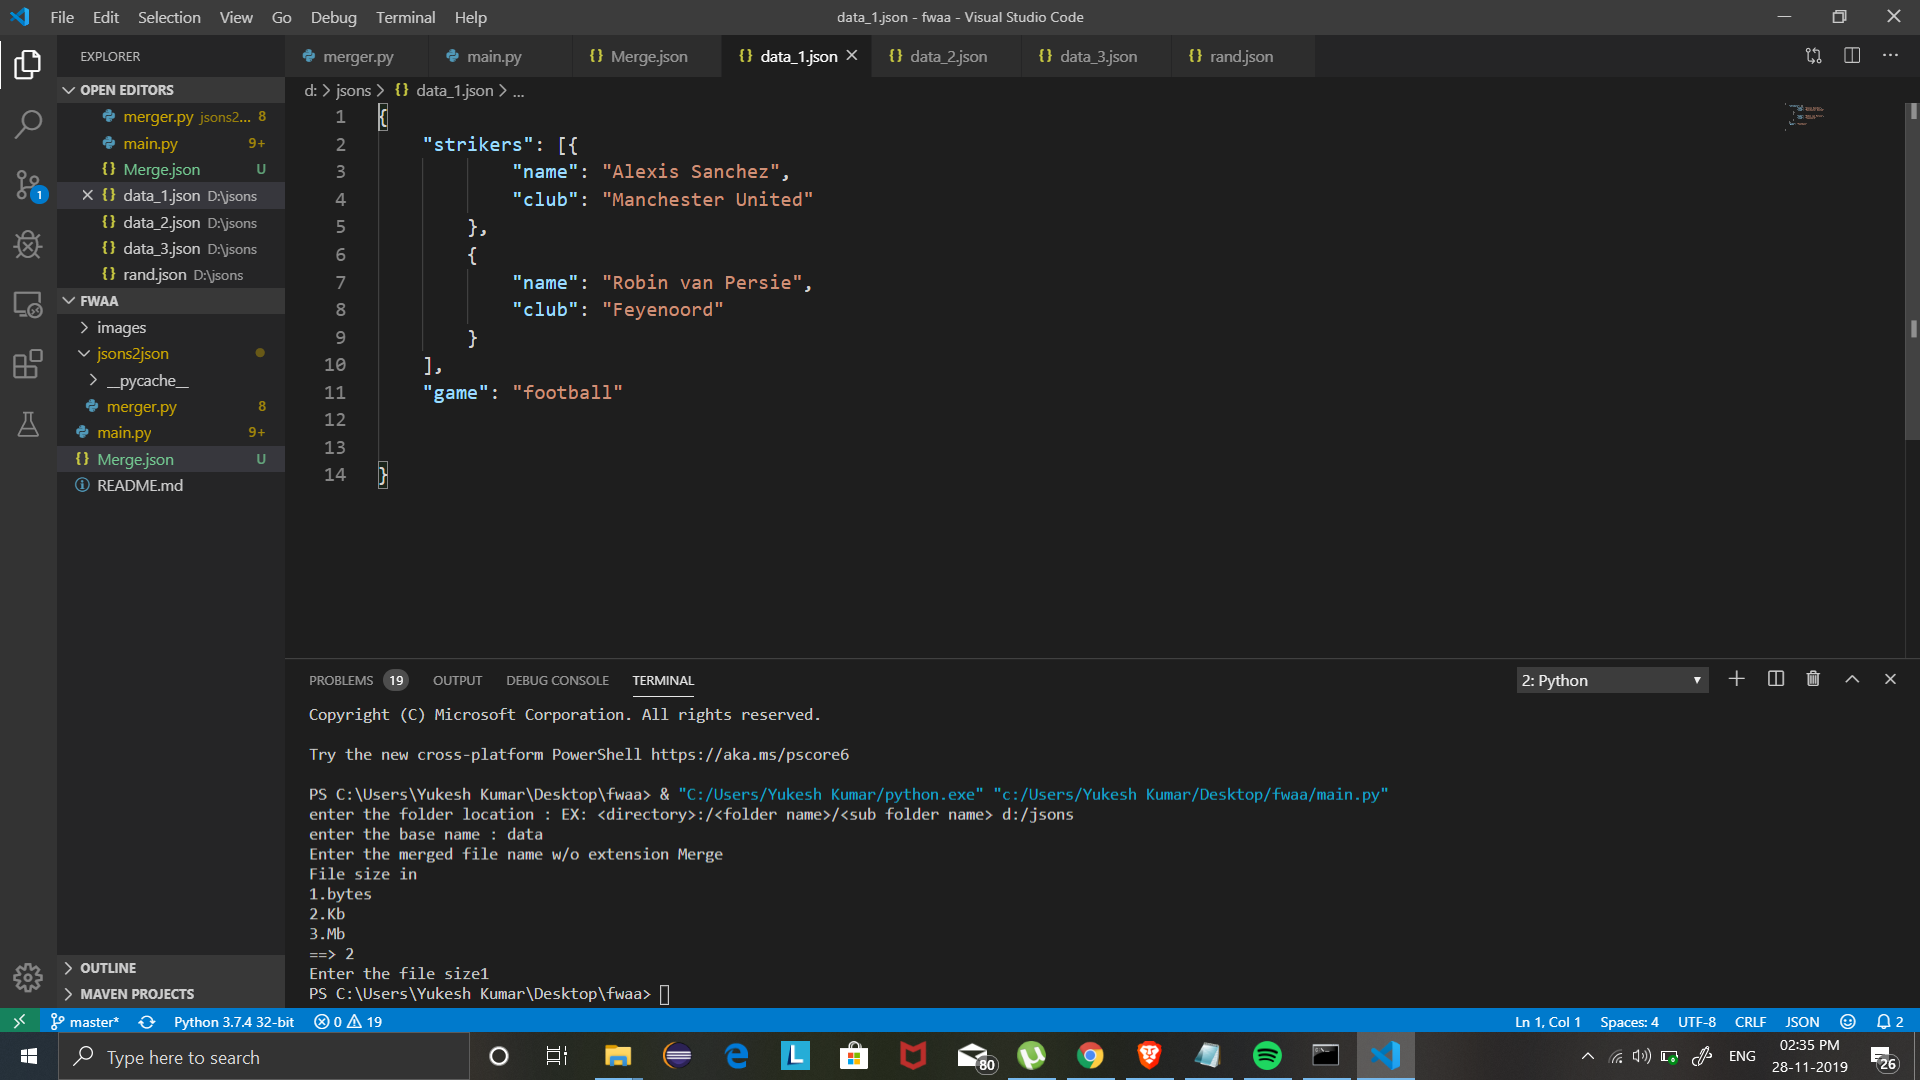 File Edit Selection View Go Debug Terminal Help
data_1.json - fwaa - Visual Studio Code
EXPLORER
merger.py
main.py
Merge.json
data_1.json
data_2.json
data_3.json
rand.json
OPEN EDITORS
merger.py jsons2... 8
main.py 9+
Merge.json U
data_1.json D:\jsons
data_2.json D:\jsons
data_3.json D:\jsons
rand.json D:\jsons
FWAA
images
jsons2json
__pycache__
merger.py 8
main.py 9+
Merge.json U
README.md
OUTLINE
MAVEN PROJECTS
1
d: > jsons > {} data_1.json > ...
1 {
2 "strikers": [{
3 "name": "Alexis Sanchez",
4 "club": "Manchester United"
5 },
6 {
7 "name": "Robin van Persie",
8 "club": "Feyenoord"
9 }
10 ],
11 "game": "football"
12
13
14 }
PROBLEMS 19 OUTPUT DEBUG CONSOLE TERMINAL
2: Python
Copyright (C) Microsoft Corporation. All rights reserved.
Try the new cross-platform PowerShell https://aka.ms/pscore6
PS C:\Users\Yukesh Kumar\Desktop\fwaa> & "C:/Users/Yukesh Kumar/python.exe" "c:/Users/Yukesh Kumar/Desktop/fwaa/main.py"
enter the folder location : EX: <directory>:/<folder name>/<sub folder name> d:/jsons
enter the base name : data
Enter the merged file name w/o extension Merge
File size in
1.bytes
2.Kb
3.Mb
==> 2
Enter the file size1
PS C:\Users\Yukesh Kumar\Desktop\fwaa>
master* Python 3.7.4 32-bit 0 19
Ln 1, Col 1 Spaces: 4 UTF-8 CRLF JSON 2
Type here to search
L
80
ENG
02:35 PM
28-11-2019
26